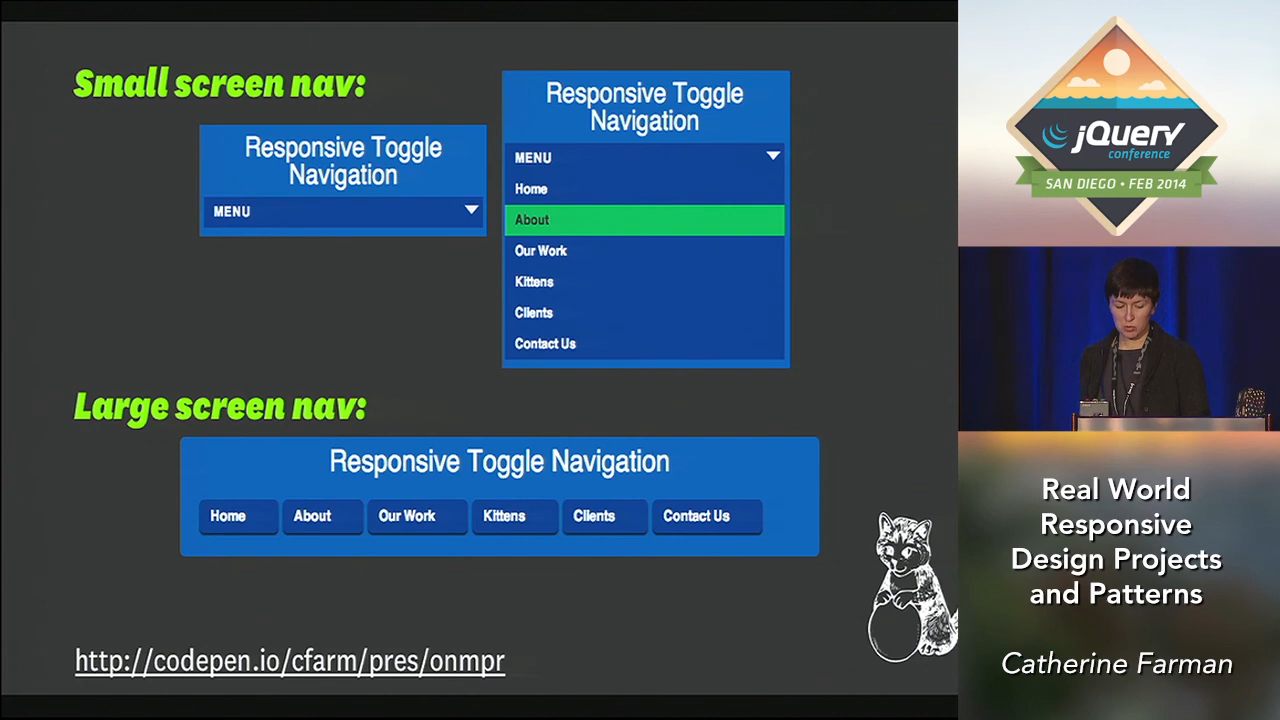 Small screen nav:
Responsive Toggle
Navigation
MENU
Responsive Toggle
Navigation
MENU
Home
About
Our Work
Kittens
Clients
Contact Us
Large screen nav:
Responsive Toggle Navigation
Home
About
Our Work
Kittens
Clients
Contact Us
http://codepen.io/cfarm/pres/onmpr
jQuery
conference
SAN DIEGO • FEB 2014
Real World
Responsive
Design Projects
and Patterns
Catherine Farman